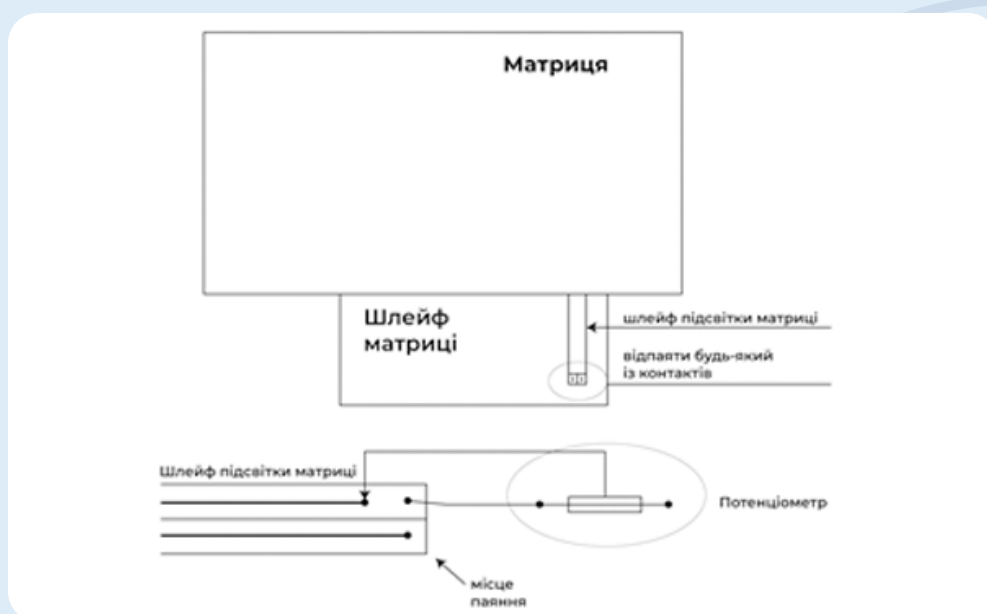 Матриця
Шлейф
матриці
шлейф підсвітки матриці
відпаяти будь-який
із контактів
Шлейф підсвітки матриці
Потенціометр
місце
паяння